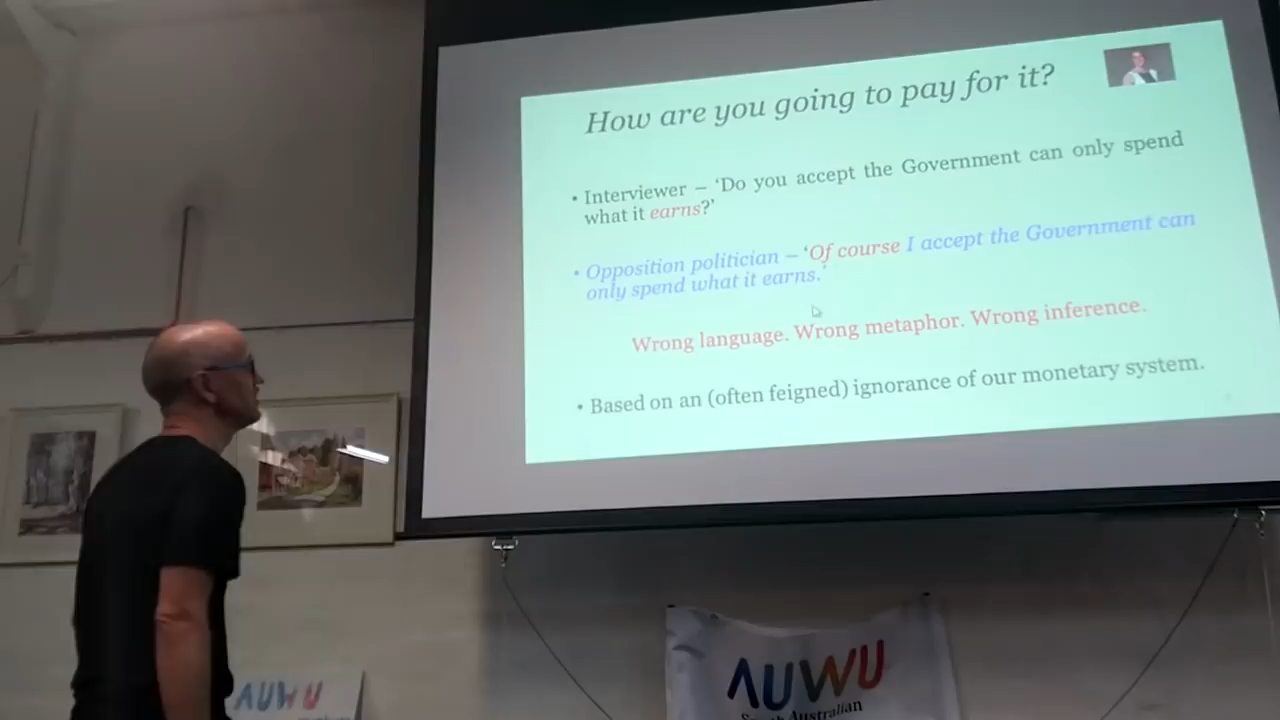 How are you going to pay for it?
• Interviewer – ‘Do you accept the Government can only spend
what it earns?’
• Opposition politician – ‘Of course I accept the Government can
only spend what it earns.’
Wrong language. Wrong metaphor. Wrong inference.
• Based on an (often feigned) ignorance of our monetary system.
AUWU
South Australian
AUWU